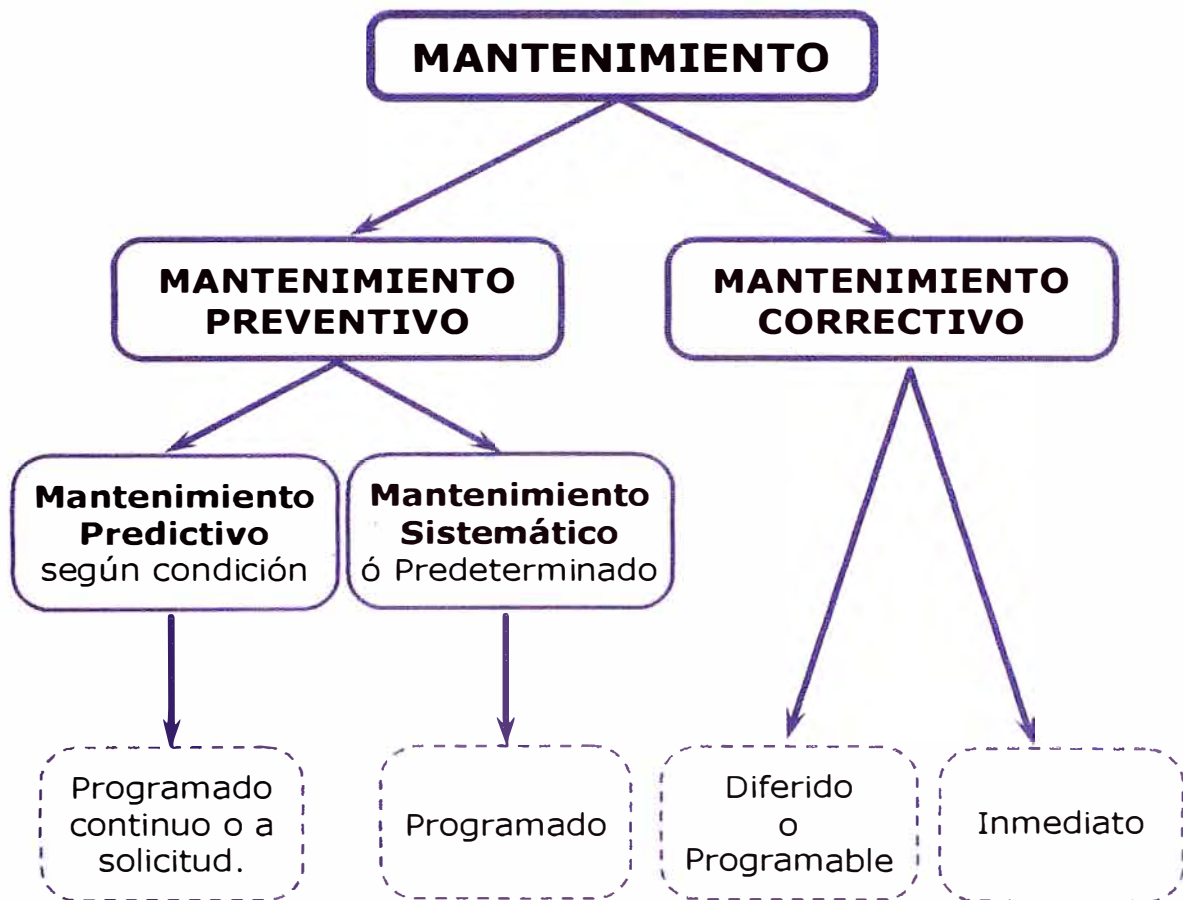 MANTENIMIENTO
MANTENIMIENTO
PREVENTIVO
MANTENIMIENTO
CORRECTIVO
Mantenimiento
Predictivo
según condición
Mantenimiento
Sistemático
ó Predeterminado
Programado
continuo o a
solicitud.
Programado
Diferido
o
Programable
Inmediato